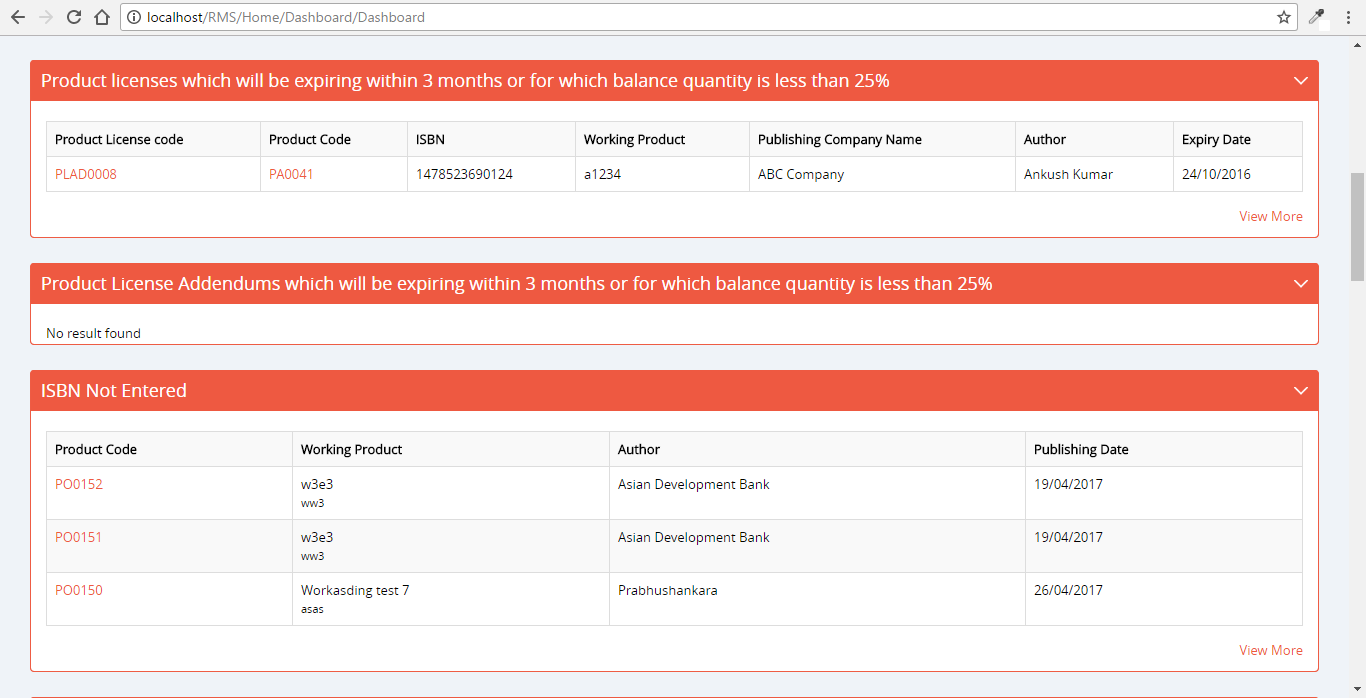 localhost/RMS/Home/Dashboard/Dashboard
Product licenses which will be expiring within 3 months or for which balance quantity is less than 25%
Product License code Product Code ISBN Working Product Publishing Company Name Author Expiry Date
PLAD0008 PA0041 1478523690124 a1234 ABC Company Ankush Kumar 24/10/2016
View More
Product License Addendums which will be expiring within 3 months or for which balance quantity is less than 25%
No result found
ISBN Not Entered
Product Code Working Product Author Publishing Date
PO0152 w3e3 Asian Development Bank 19/04/2017
ww3
PO0151 w3e3 Asian Development Bank 19/04/2017
ww3
PO0150 Workasding test 7 Prabhushankara 26/04/2017
asas
View More